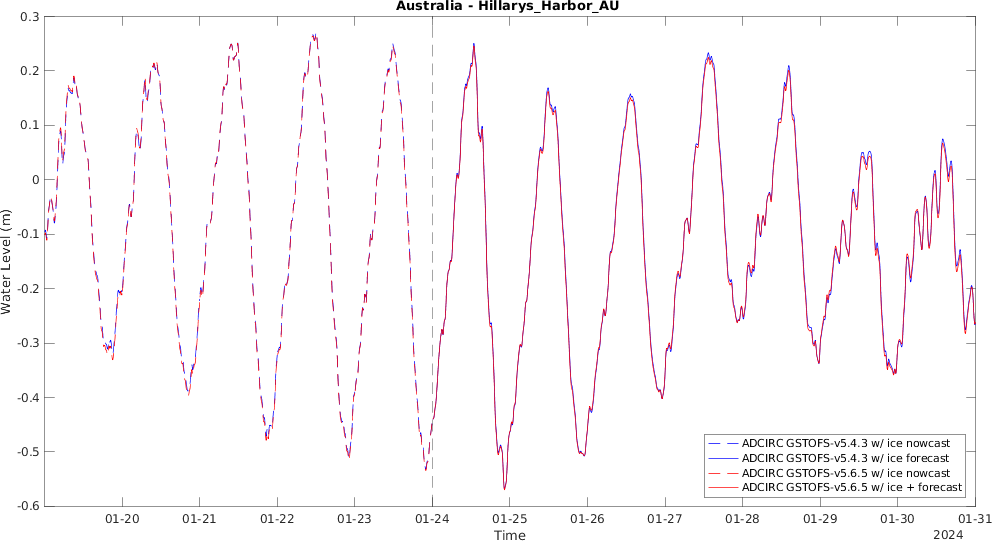 Australia - Hillarys_Harbor_AU
Water Level (m)
0.3
0.2
0.1
0
-0.1
-0.2
-0.3
-0.4
-0.5
-0.6
ADCIRC GSTOFS-v5.4.3 w/ ice nowcast
ADCIRC GSTOFS-v5.4.3 w/ ice forecast
ADCIRC GSTOFS-v5.6.5 w/ ice nowcast
ADCIRC GSTOFS-v5.6.5 w/ ice + forecast
01-20 01-21 01-22 01-23 01-24 01-25 01-26 01-27 01-28 01-29 01-30 01-31
Time
2024